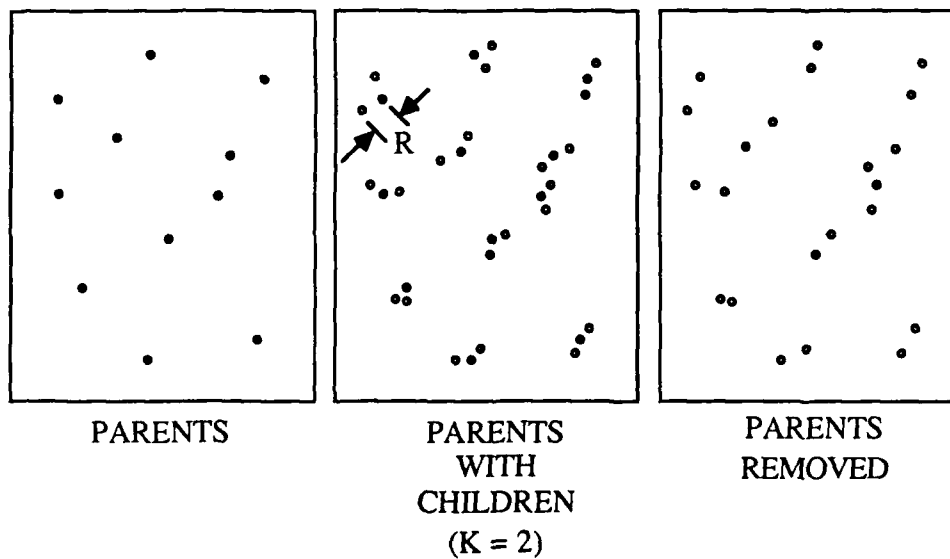 R
PARENTS
PARENTS
WITH
CHILDREN
(K = 2)
PARENTS
REMOVED